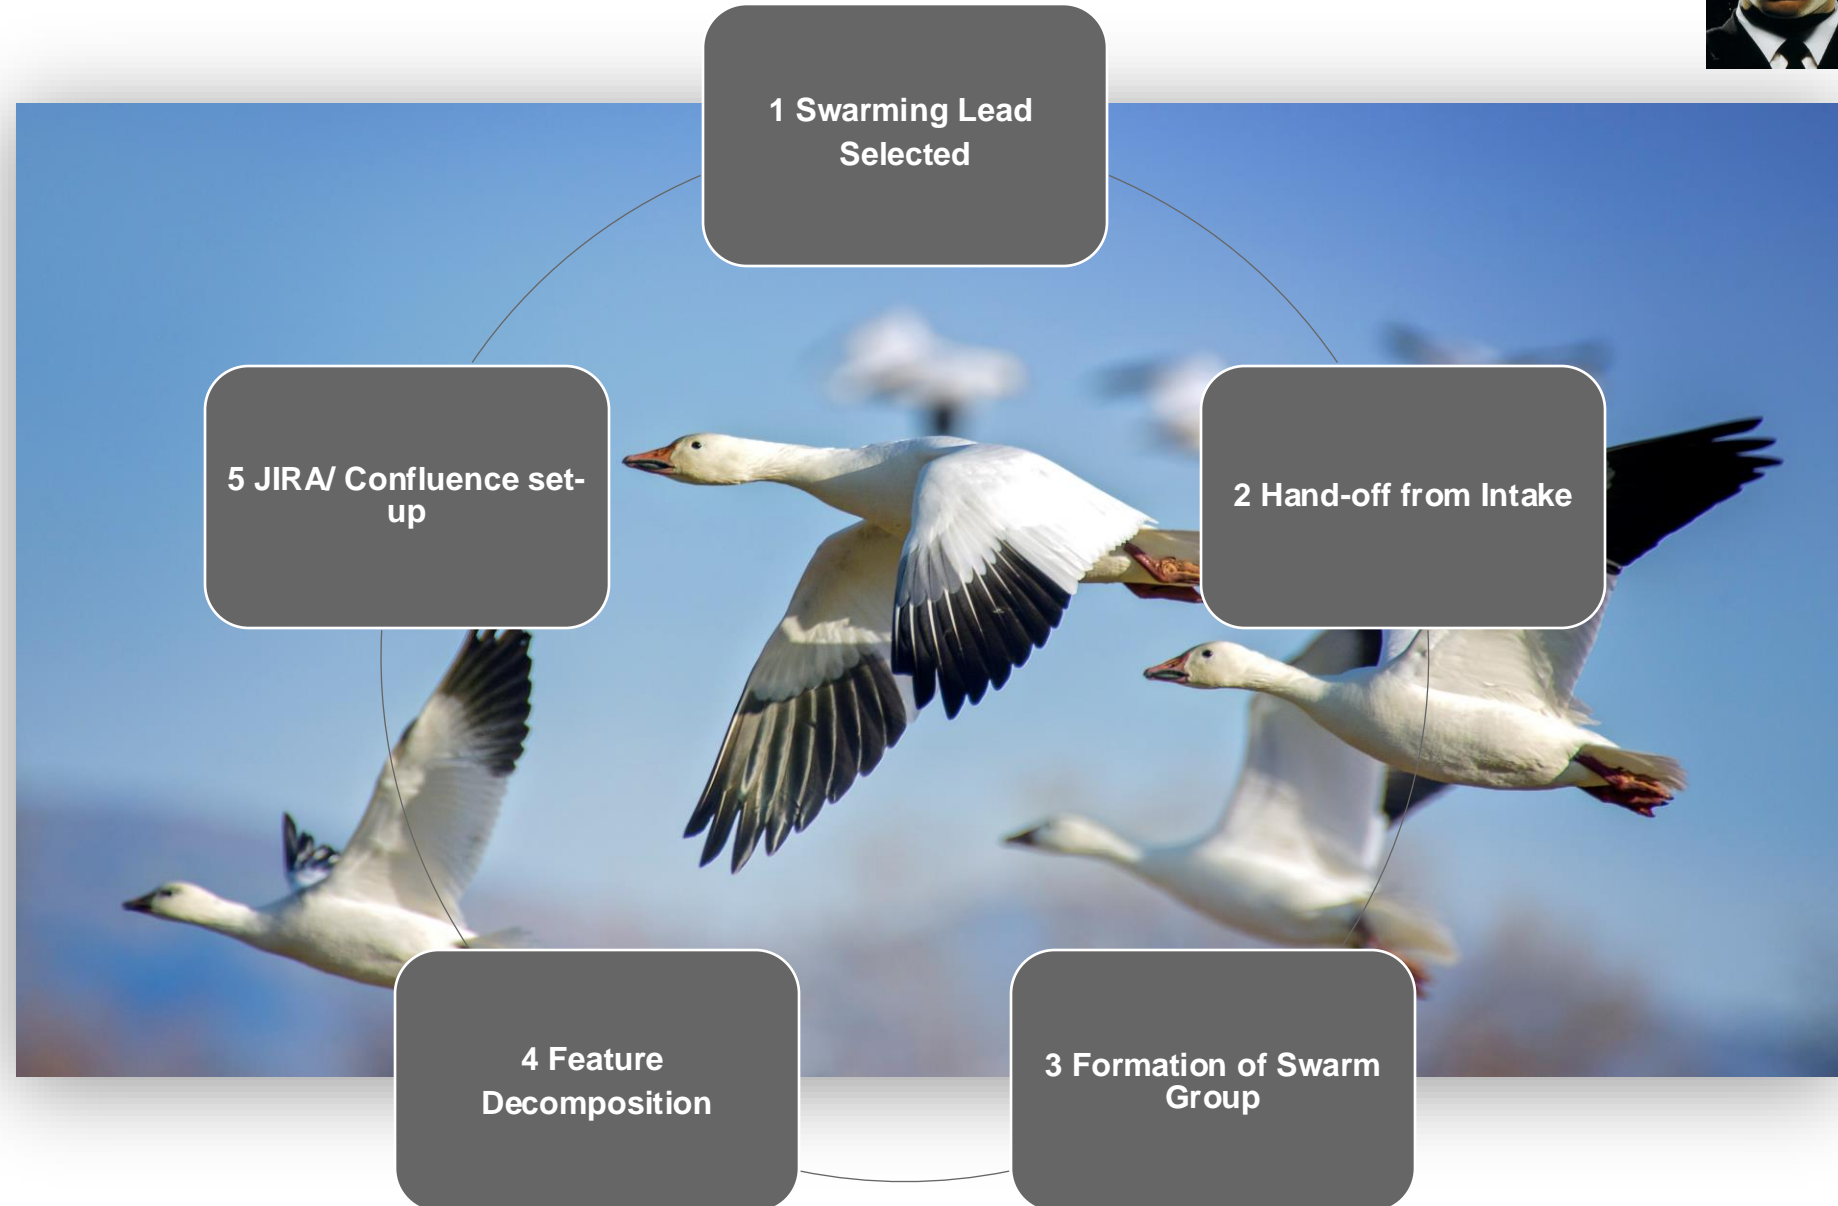 1 Swarming Lead
Selected
2 Hand-off from Intake
3 Formation of Swarm
Group
4 Feature
Decomposition
5 JIRA/ Confluence set-
up